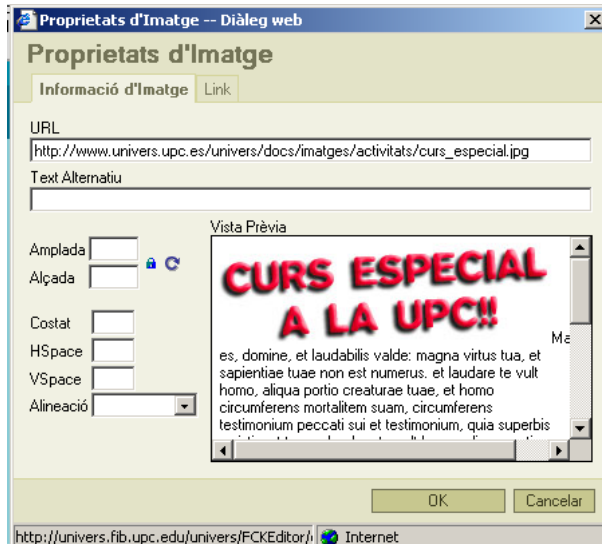 Proprietats d'Imatge -- Diàleg web
Proprietats d'Imatge
Informació d'Imatge Link
URL
http://www.univers.upc.es/univers/docs/imatges/activitats/curs_especial.jpg
Text Alternatiu
Vista Prèvia
Amplada
Alçada
Costat
HSpace
VSpace
Alineació
CURS ESPECIAL
A LA UPC!!
Ma
es, domine, et laudabilis valde: magna virtus tua, et
sapientiae tuae non est numerus. et laudare te vult
homo, aliqua portio creaturae tuae, et homo
circumferens mortalitem suam, circumferens
testimonium peccati sui et testimonium, quia superbis
OK Cancelar
http://univers.fib.upc.edu/univers/FCKEditor/ Internet